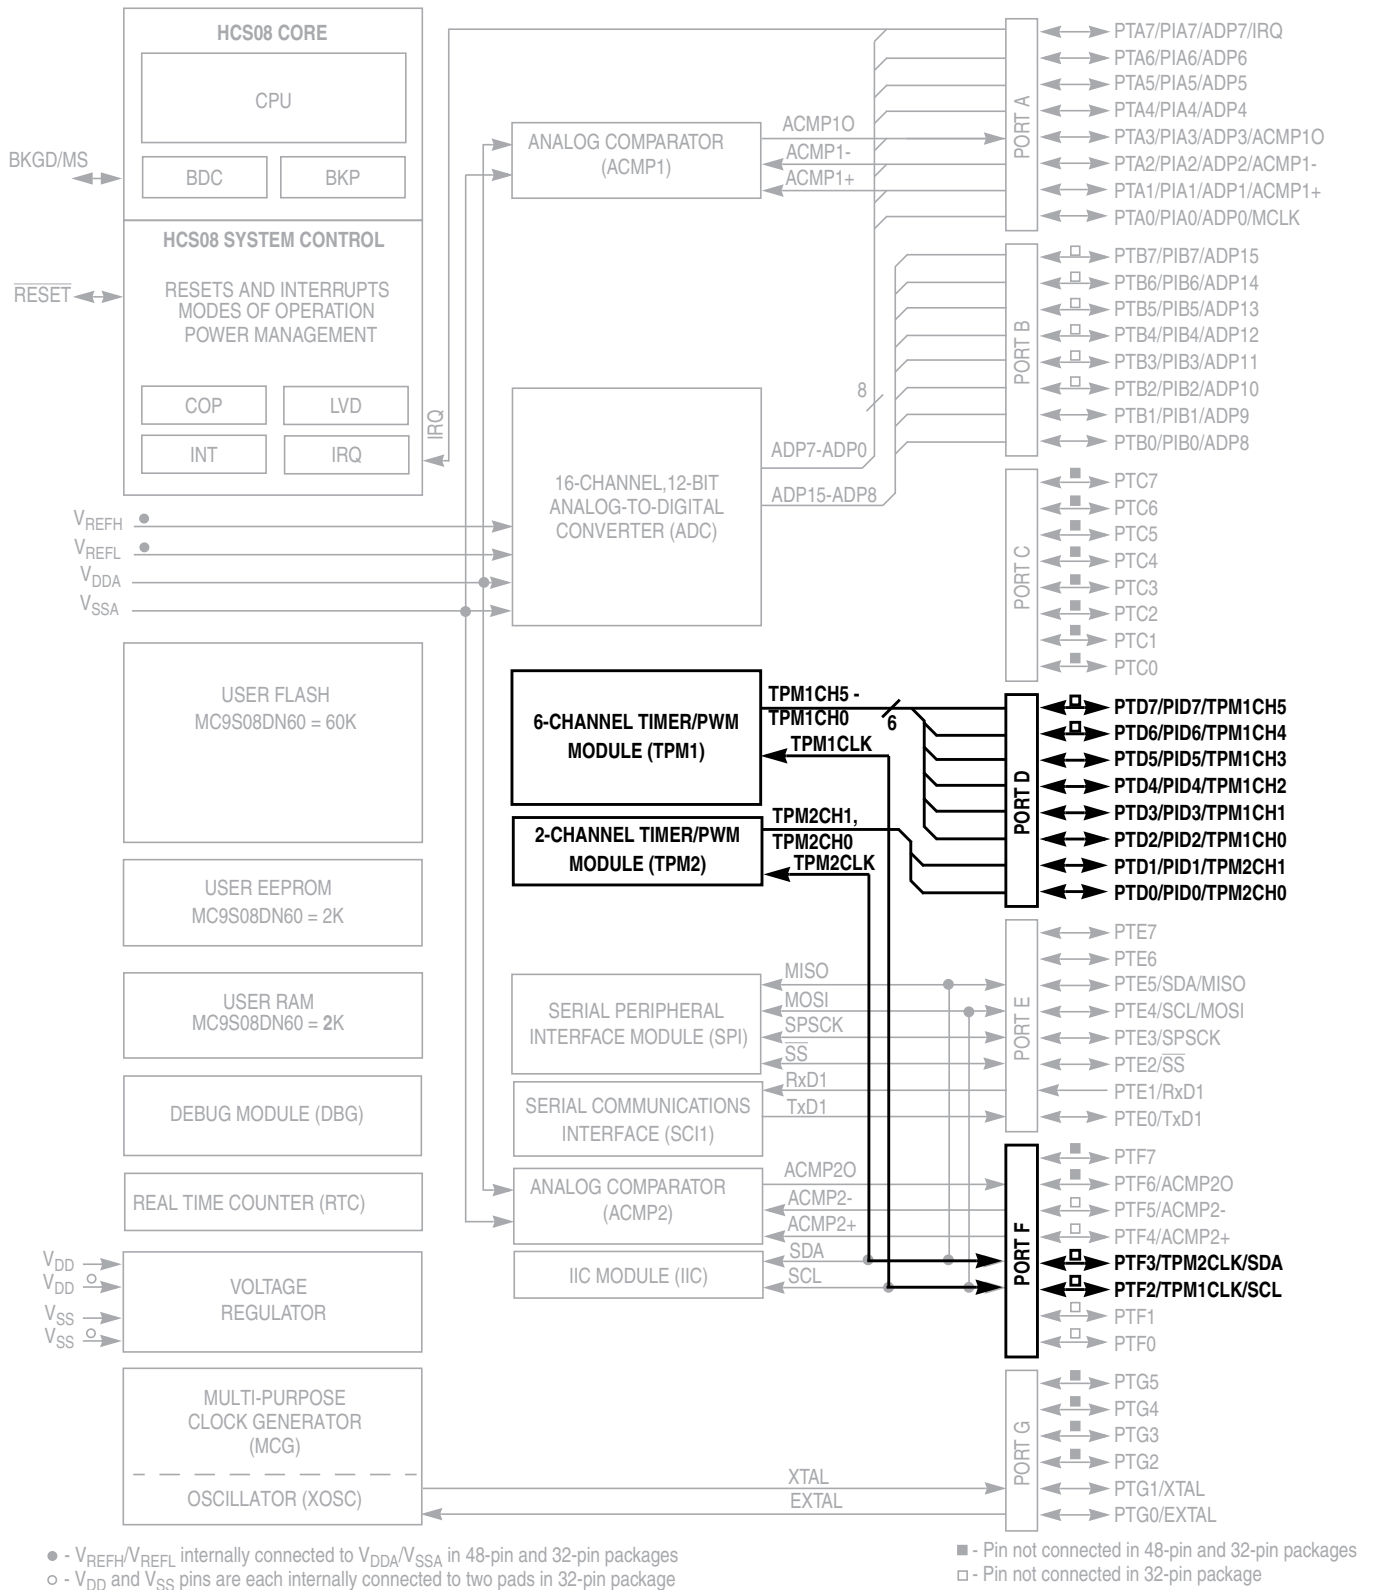 HCS08 CORE
CPU
BDC
BKP
BKGD/MS
HCS08 SYSTEM CONTROL
RESETS AND INTERRUPTS
MODES OF OPERATION
POWER MANAGEMENT
RESET
COP
LVD
INT
IRQ
IRQ
VREFH
VREFL
VDDA
VSSA
USER FLASH
MC9S08DN60 = 60K
USER EEPROM
MC9S08DN60 = 2K
USER RAM
MC9S08DN60 = 2K
DEBUG MODULE (DBG)
REAL TIME COUNTER (RTC)
VDD
VDD
VSS
VSS
VOLTAGE
REGULATOR
MULTI-PURPOSE
CLOCK GENERATOR
(MCG)
OSCILLATOR (XOSC)
ANALOG COMPARATOR
(ACMP1)
ACMP1O
ACMP1-
ACMP1+
16-CHANNEL,12-BIT
ANALOG-TO-DIGITAL
CONVERTER (ADC)
8
ADP7-ADP0
ADP15-ADP8
6-CHANNEL TIMER/PWM
MODULE (TPM1)
TPM1CH5 -
TPM1CH0
6
TPM1CLK
2-CHANNEL TIMER/PWM
MODULE (TPM2)
TPM2CH1,
TPM2CH0
TPM2CLK
SERIAL PERIPHERAL
INTERFACE MODULE (SPI)
MISO
MOSI
SPSCK
SS
SERIAL COMMUNICATIONS
INTERFACE (SCI1)
RxD1
TxD1
ANALOG COMPARATOR
(ACMP2)
ACMP2O
ACMP2-
ACMP2+
IIC MODULE (IIC)
SDA
SCL
XTAL
EXTAL
PORT A
PTA7/PIA7/ADP7/IRQ
PTA6/PIA6/ADP6
PTA5/PIA5/ADP5
PTA4/PIA4/ADP4
PTA3/PIA3/ADP3/ACMP1O
PTA2/PIA2/ADP2/ACMP1-
PTA1/PIA1/ADP1/ACMP1+
PTA0/PIA0/ADP0/MCLK
PORT B
PTB7/PIB7/ADP15
PTB6/PIB6/ADP14
PTB5/PIB5/ADP13
PTB4/PIB4/ADP12
PTB3/PIB3/ADP11
PTB2/PIB2/ADP10
PTB1/PIB1/ADP9
PTB0/PIB0/ADP8
PORT C
PTC7
PTC6
PTC5
PTC4
PTC3
PTC2
PTC1
PTC0
PORT D
PTD7/PID7/TPM1CH5
PTD6/PID6/TPM1CH4
PTD5/PID5/TPM1CH3
PTD4/PID4/TPM1CH2
PTD3/PID3/TPM1CH1
PTD2/PID2/TPM1CH0
PTD1/PID1/TPM2CH1
PTD0/PID0/TPM2CH0
PORT E
PTE7
PTE6
PTE5/SDA/MISO
PTE4/SCL/MOSI
PTE3/SPSCK
PTE2/SS
PTE1/RxD1
PTE0/TxD1
PORT F
PTF7
PTF6/ACMP2O
PTF5/ACMP2-
PTF4/ACMP2+
PTF3/TPM2CLK/SDA
PTF2/TPM1CLK/SCL
PTF1
PTF0
PORT G
PTG5
PTG4
PTG3
PTG2
PTG1/XTAL
PTG0/EXTAL
● - VREFH/VREFL internally connected to VDDA/VSSA in 48-pin and 32-pin packages
○ - VDD and VSS pins are each internally connected to two pads in 32-pin package
■ - Pin not connected in 48-pin and 32-pin packages
□ - Pin not connected in 32-pin package